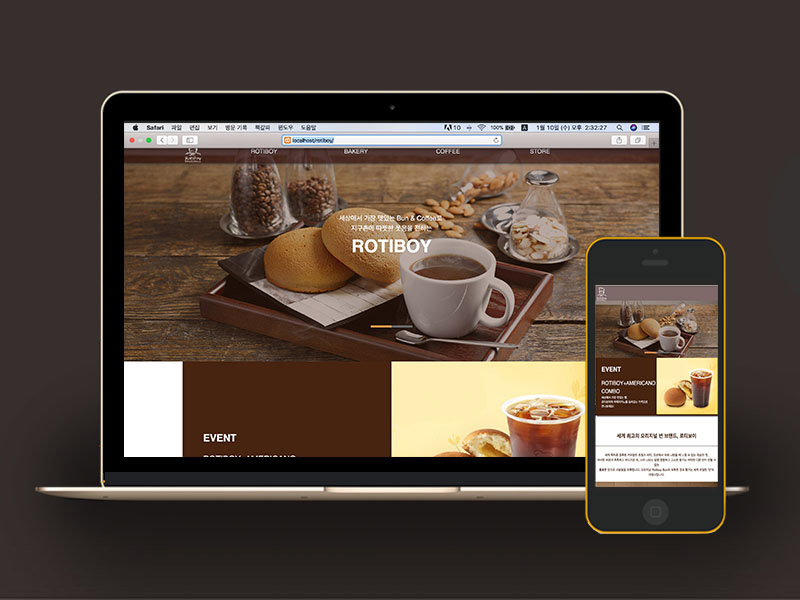 Safari 파일 편집 보기 방문 기록 책갈피 윈도우 도움말
10 100% A 1월 10일 (수) 오후 2:32:27
localhost/rotiboy/
ROTIBOY BAKERY COFFEE STORE
세상에서 가장 맛있는 Bun & Coffee로
지구촌에 따뜻한 웃음을 전하는
ROTIBOY
EVENT
ROTIBOY+AMERICANO
EVENT
ROTIBOY+AMERICANO
COMBO
세계 최고의 오리지널 번 브랜드, 로티보이